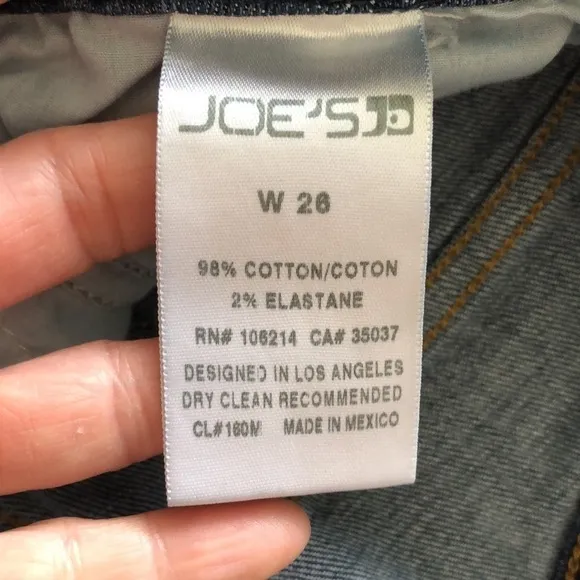 JOE'S JD
W 26
98% COTTON/COTON
2% ELASTANE
RN# 106214 CA# 35037
DESIGNED IN LOS ANGELES
DRY CLEAN RECOMMENDED
CL#160M MADE IN MEXICO